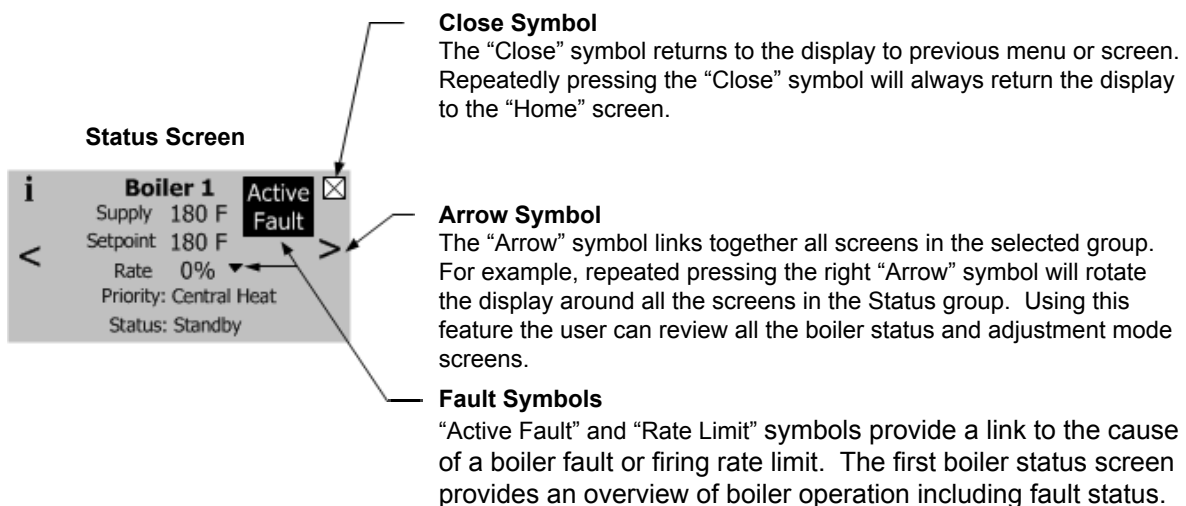 Close Symbol
The “Close” symbol returns to the display to previous menu or screen.
Repeatedly pressing the “Close” symbol will always return the display
to the “Home” screen.
Status Screen
i
Boiler 1
Active
Fault
Supply 180 F
Setpoint 180 F
<
>
Rate 0%
Priority: Central Heat
Status: Standby
Arrow Symbol
The “Arrow” symbol links together all screens in the selected group.
For example, repeated pressing the right “Arrow” symbol will rotate
the display around all the screens in the Status group. Using this
feature the user can review all the boiler status and adjustment mode
screens.
Fault Symbols
“Active Fault” and “Rate Limit” symbols provide a link to the cause
of a boiler fault or firing rate limit. The first boiler status screen
provides an overview of boiler operation including fault status.